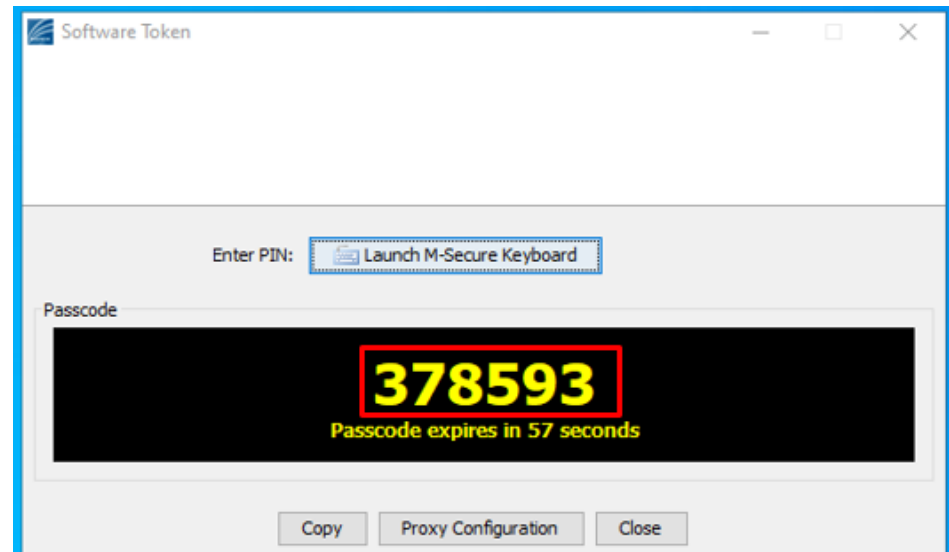 Software Token
Enter PIN: Launch M-Secure Keyboard
Passcode
378593
Passcode expires in 57 seconds
Copy Proxy Configuration Close